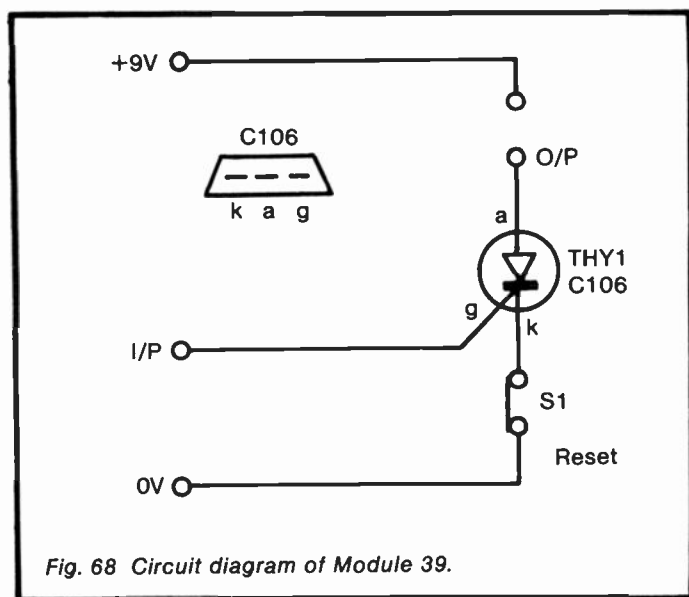 +9V
C106
k a g
O/P
a
THY1
C106
g
k
I/P
S1
Reset
0V
Fig. 68 Circuit diagram of Module 39.